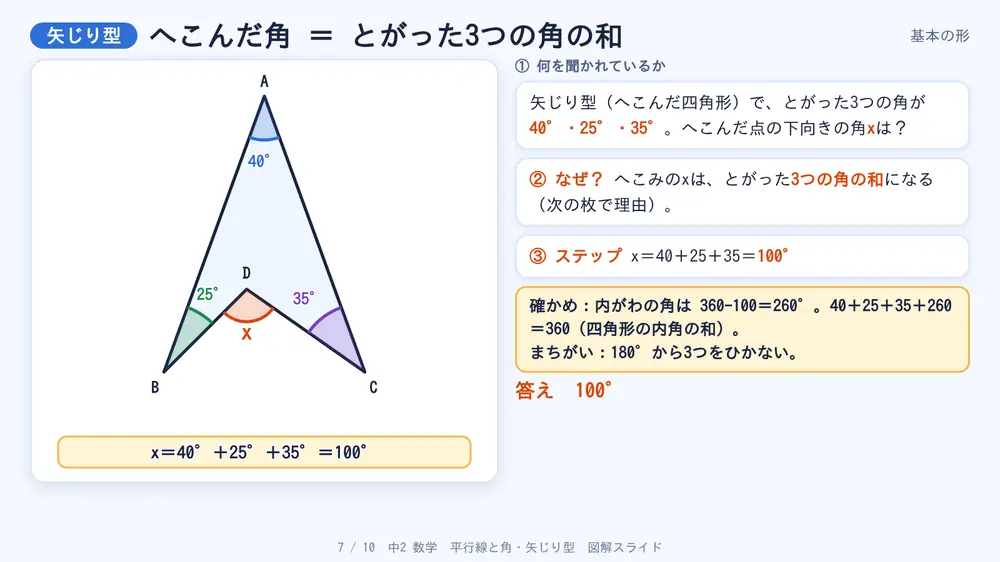 矢じり型 へこんだ角 ＝ とがった3つの角の和
基本の形
A
40°
D
25°
35°
x
B
C
x＝40°＋25°＋35°＝100°
① 何を聞かれているか
矢じり型（へこんだ四角形）で、とがった3つの角が
40°・25°・35°。へこんだ点の下向きの角xは？
② なぜ？ へこみのxは、とがった3つの角の和になる
（次の枚で理由）。
③ ステップ x＝40＋25＋35＝100°
確かめ：内がわの角は 360-100＝260°。40＋25＋35＋260
＝360（四角形の内角の和）。
まちがい：180°から3つをひかない。
答え 100°
7 / 10 中2 数学 平行線と角・矢じり型 図解スライド